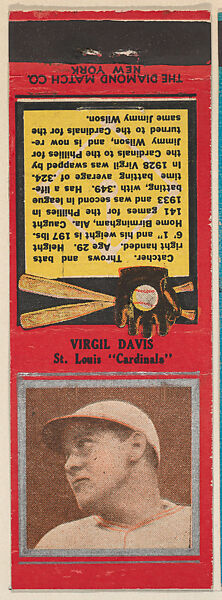 VIRGIL DAVIS
St. Louis "Cardinals"
Catcher. Throws and bats
right handed. Age 29. Height
6' 1" and his weight is 197 lbs.
Home Birmingham, Ala. Caught
141 games for the Phillies in
1933 and was second in league
batting, with .349. Has a life-
time batting average of .324.
In 1928 Virgil was swapped by
the Cardinals to the Phillies for
Jimmy Wilson, and is now re-
turned to the Cardinals for the
same Jimmy Wilson.
THE DIAMOND MATCH CO.
NEW YORK